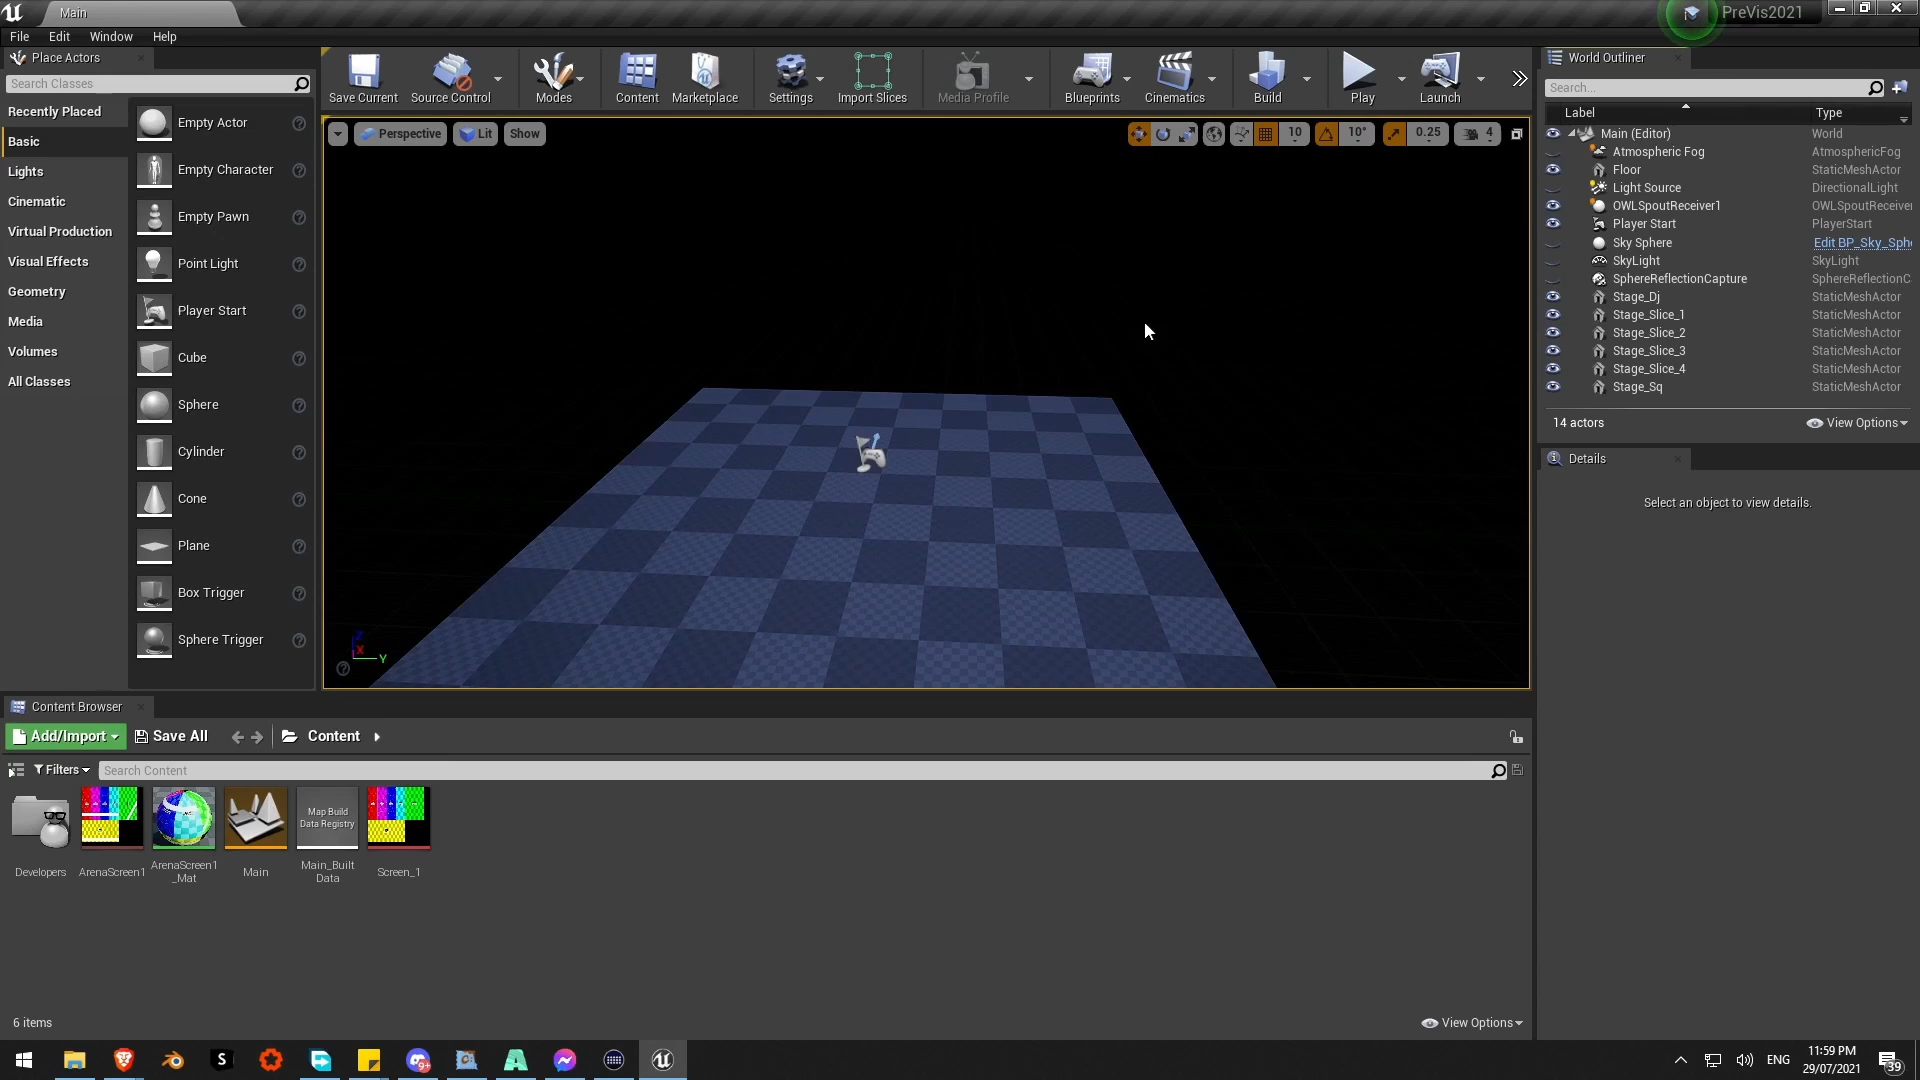 Main
PreVis2021
File Edit Window Help
Place Actors
Search Classes
Recently Placed
Basic
Lights
Cinematic
Virtual Production
Visual Effects
Geometry
Media
Volumes
All Classes
Empty Actor
Empty Character
Empty Pawn
Point Light
Player Start
Cube
Sphere
Cylinder
Cone
Plane
Box Trigger
Sphere Trigger
Save Current Source Control Modes Content Marketplace Settings Import Slices Media Profile Blueprints Cinematics Build Play Launch
Perspective Lit Show
10 10° 0.25 4
Z
X
Y
World Outliner
Search...
Label Type
Main (Editor) World
Atmospheric Fog AtmosphericFog
Floor StaticMeshActor
Light Source DirectionalLight
OWLSpoutReceiver1 OWLSpoutReceiver
Player Start PlayerStart
Sky Sphere Edit BP_Sky_Sph
SkyLight SkyLight
SphereReflectionCapture SphereReflectionC
Stage_Dj StaticMeshActor
Stage_Slice_1 StaticMeshActor
Stage_Slice_2 StaticMeshActor
Stage_Slice_3 StaticMeshActor
Stage_Slice_4 StaticMeshActor
Stage_Sq StaticMeshActor
14 actors View Options
Details
Select an object to view details.
Content Browser
Add/Import Save All Content
Filters Search Content
Map Build
Data Registry
Developers ArenaScreen1 ArenaScreen1
_Mat Main Main_Built
Data Screen_1
6 items View Options
S 9+ ENG 11:59 PM
29/07/2021 39